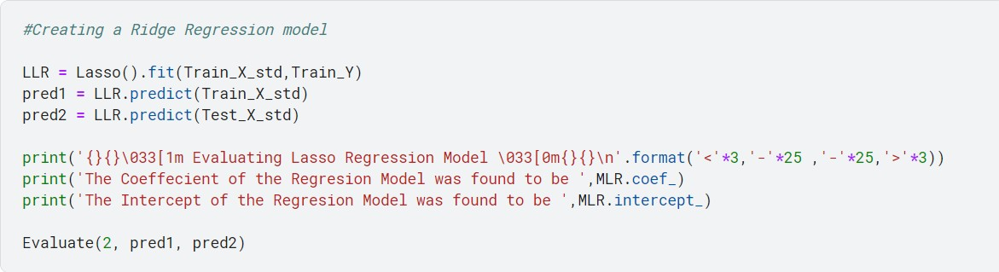 #Creating a Ridge Regression model
LLR = Lasso().fit(Train_X_std,Train_Y)
pred1 = LLR.predict(Train_X_std)
pred2 = LLR.predict(Test_X_std)
print('{}{}\033[1m Evaluating Lasso Regression Model \033[0m{}{}\n'.format('<'*3,'-'*25 ,'-'*25,'>'*3))
print('The Coeffecient of the Regresion Model was found to be ',MLR.coef_)
print('The Intercept of the Regresion Model was found to be ',MLR.intercept_)
Evaluate(2, pred1, pred2)